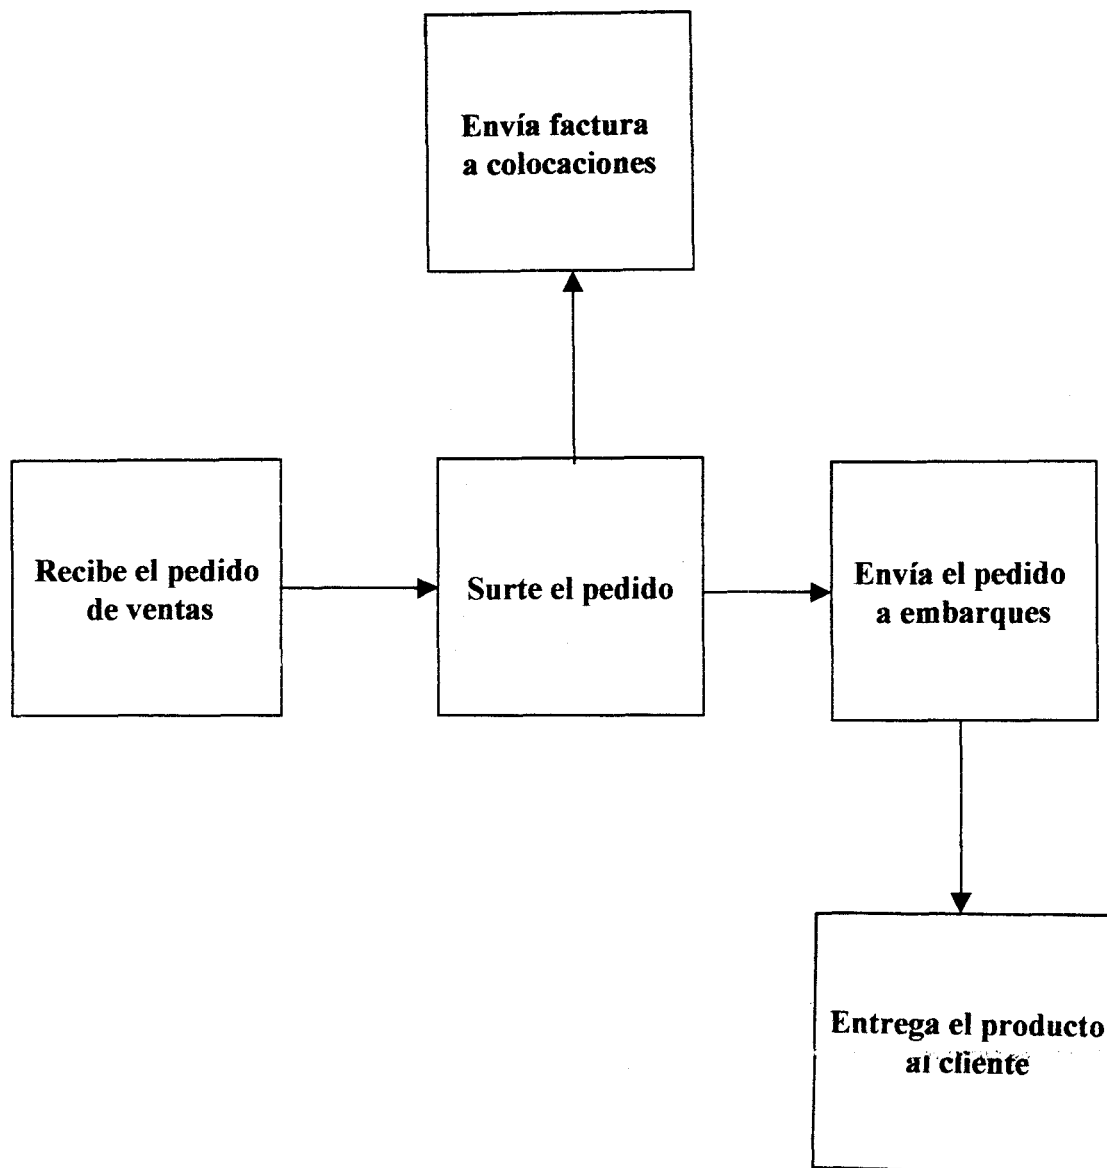 Envía factura
a colocaciones
Recibe el pedido
de ventas
Surte el pedido
Envía el pedido
a embarques
Entrega el producto
al cliente